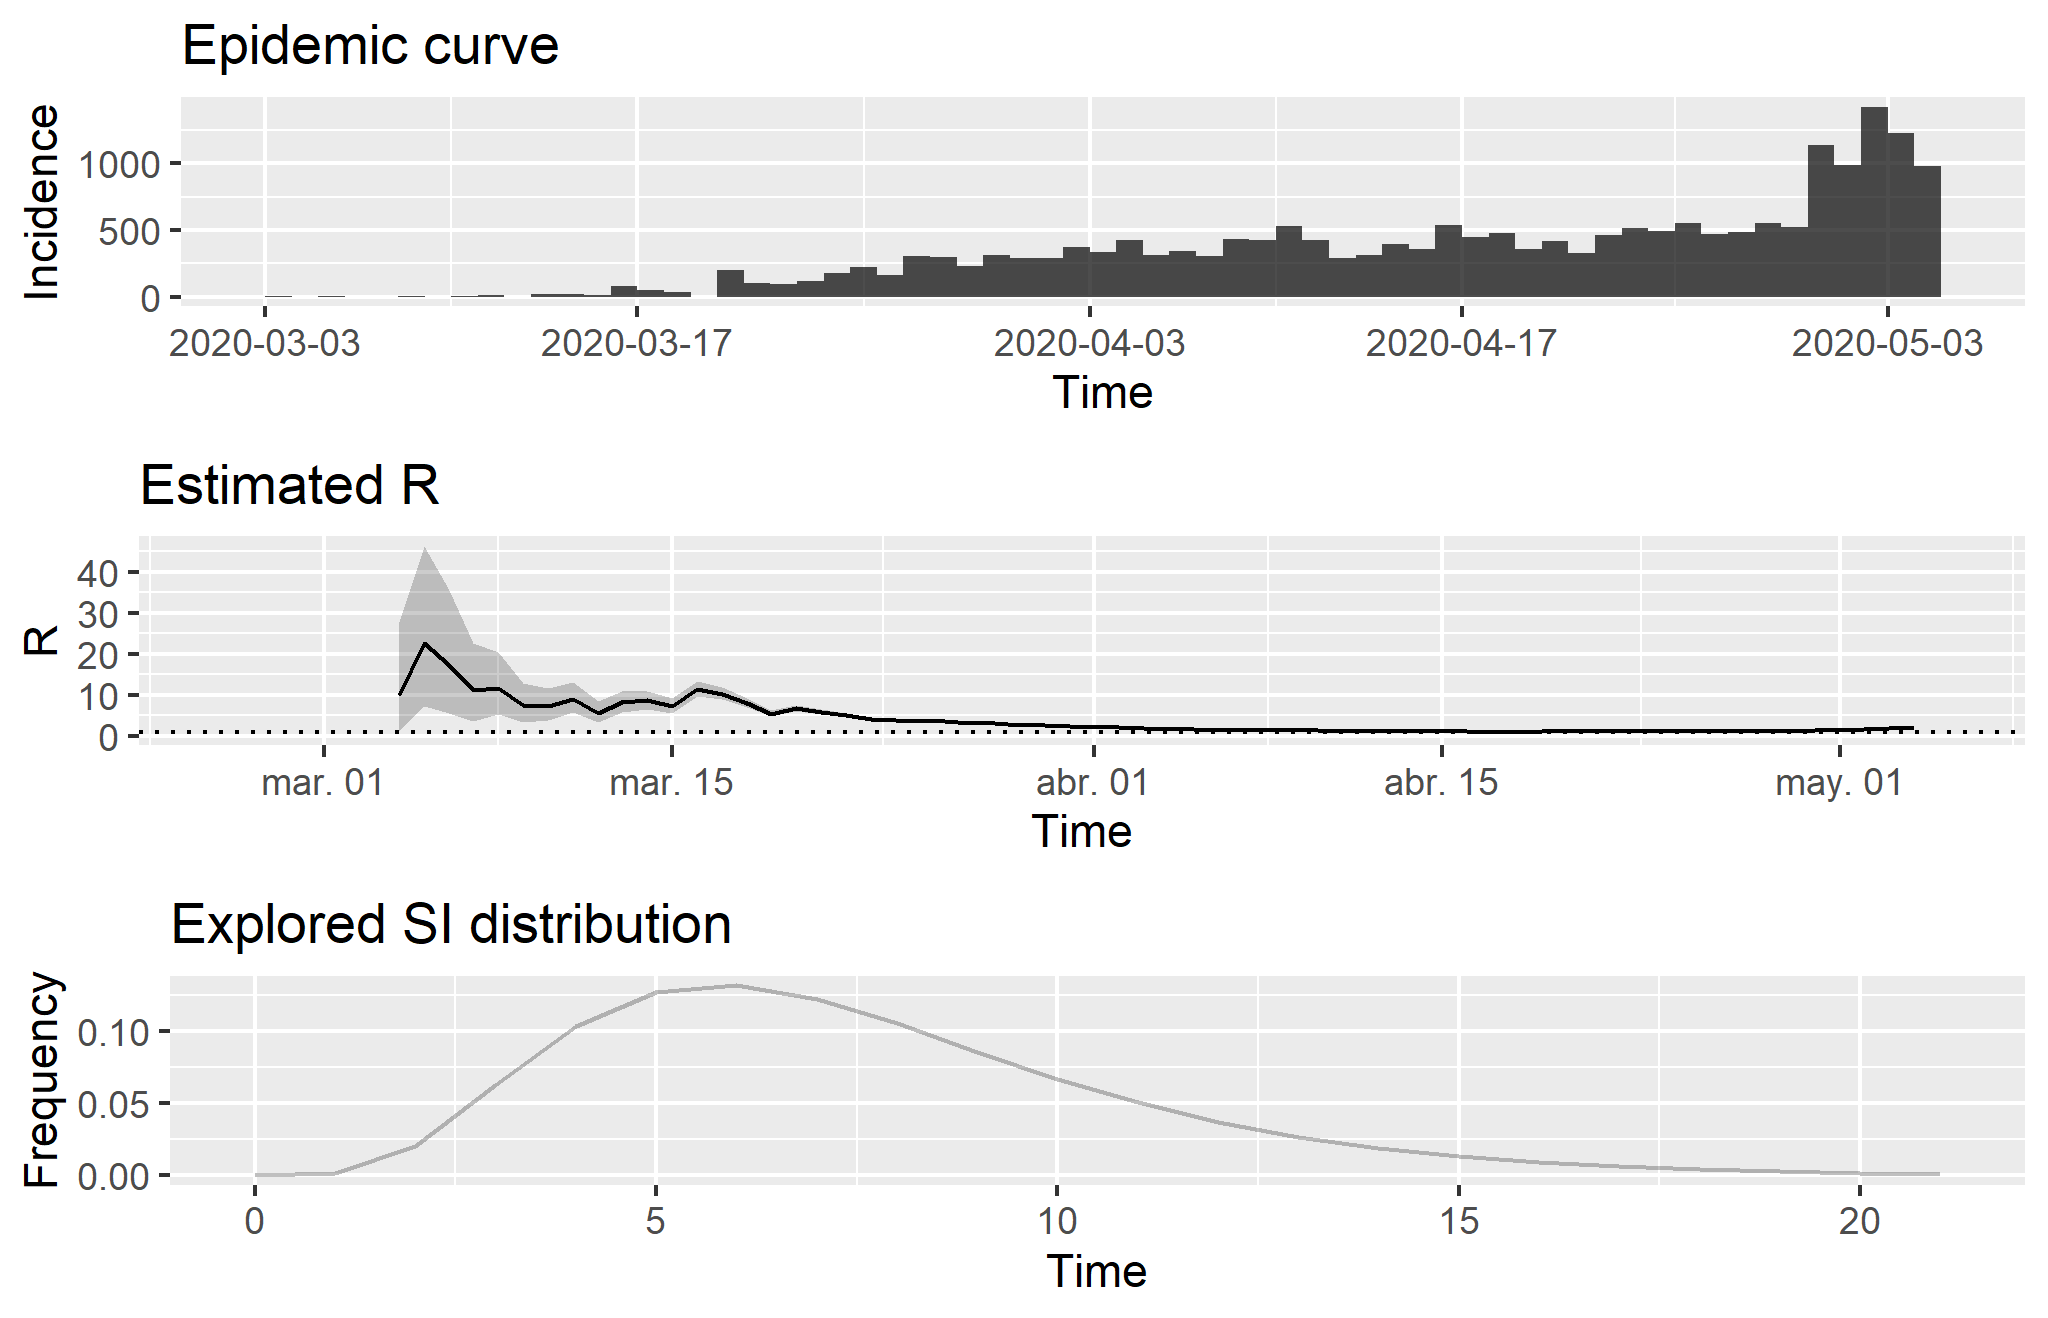 Epidemic curve
Incidence
1000
500
0
2020-03-03 2020-03-17 2020-04-03 2020-04-17 2020-05-03
Time
Estimated R
R
40
30
20
10
0
mar. 01 mar. 15 abr. 01 abr. 15 may. 01
Time
Explored SI distribution
Frequency
0.10
0.05
0.00
0 5 10 15 20
Time